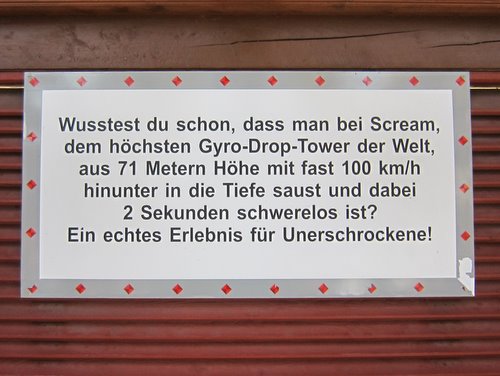 Wusstest du schon, dass man bei Scream,
dem höchsten Gyro-Drop-Tower der Welt,
aus 71 Metern Höhe mit fast 100 km/h
hinunter in die Tiefe saust und dabei
2 Sekunden schwerelos ist?
Ein echtes Erlebnis für Unerschrockene!